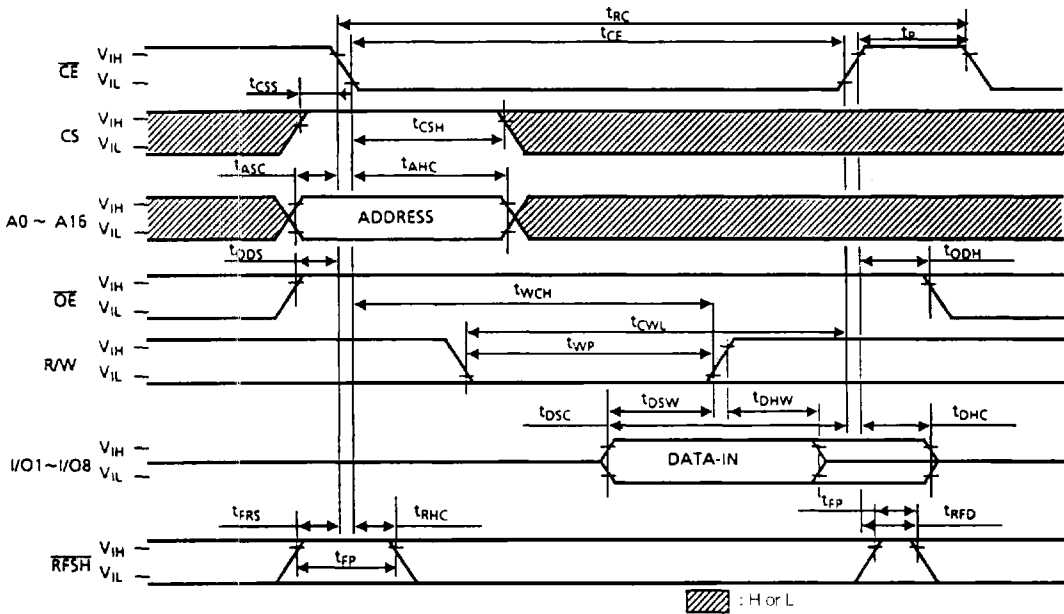 tRC
tCE
tP
VIH
CE
VIL
tCSS
VIH
CS
VIL
tCSH
tASC
tAHC
VIH
A0 ~ A16
VIL
ADDRESS
tODS
tODH
VIH
OE
VIL
tWCH
tCWL
VIH
R/W
VIL
tWP
tDSC
tDSW
tDHW
tDHC
VIH
I/O1~I/O8
VIL
DATA-IN
tFP
tFRS
tRHC
tRFD
VIH
RFSH
VIL
tFP
: H or L